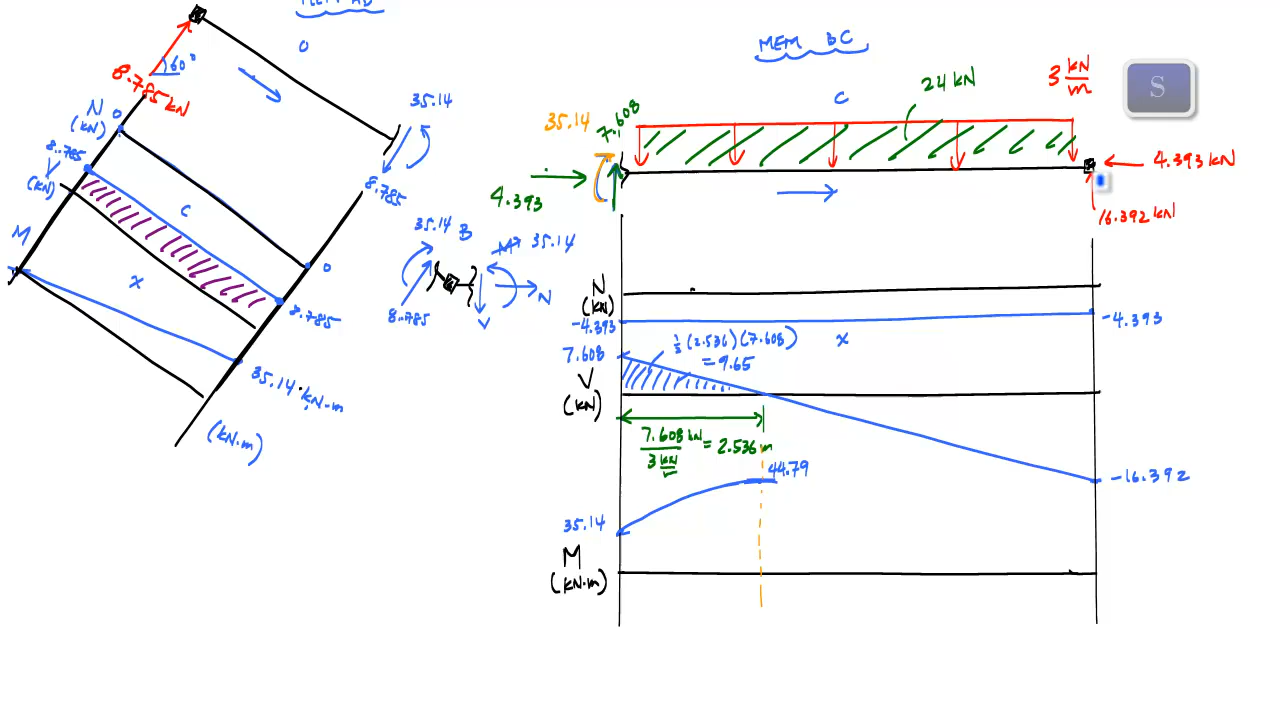 MEM AB
0
60°
8.785 kN
35.14
8.785
N
(kN)
0
0
8.785
V
(kN)
C
8.785
M
x
35.14 kN·m
(kN·m)
35.14 B
M 35.14
N
8.785
V
MEM BC
24 kN
3 kN/m
S
C
35.14
7.608
4.393
4.393 kN
16.392 kN
N
(kN)
-4.393
-4.393
7.608
½(2.536)(7.608)
= 9.65
x
V
(kN)
7.608 kN / 3 kN/m = 2.536 m
-16.392
44.79
35.14
M
(kN·m)